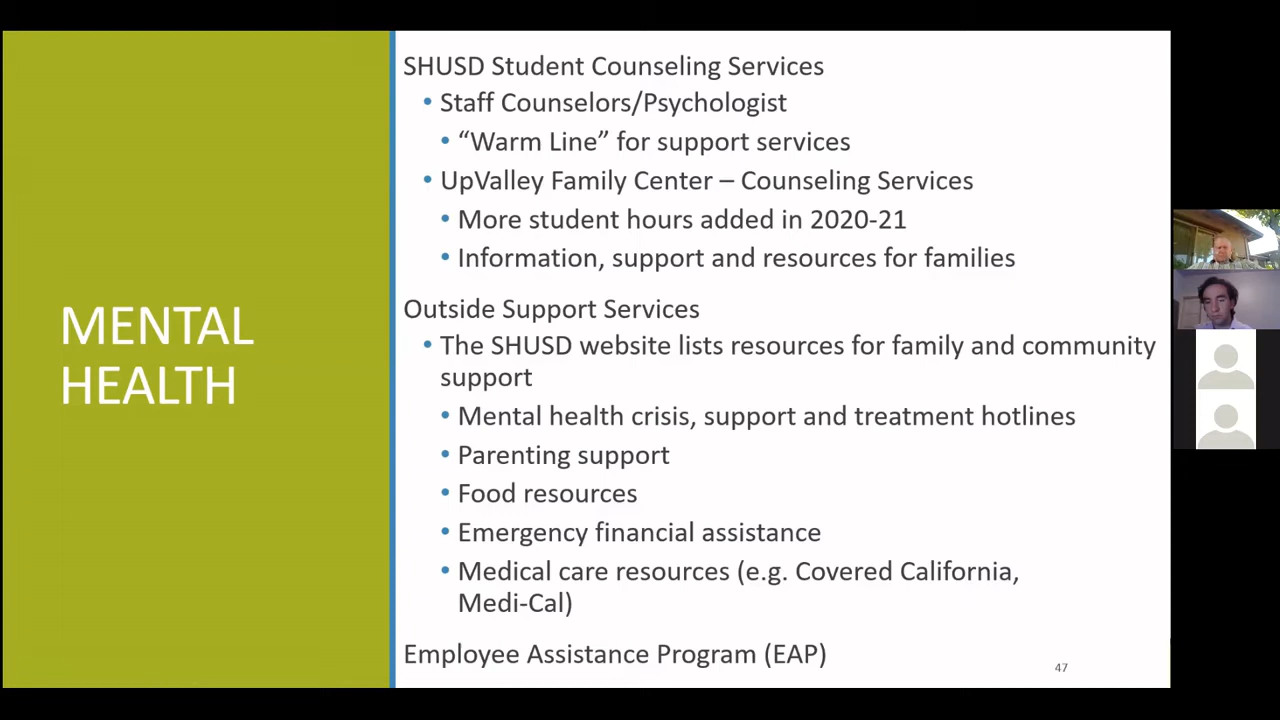 MENTAL
HEALTH
SHUSD Student Counseling Services
• Staff Counselors/Psychologist
• “Warm Line” for support services
• UpValley Family Center – Counseling Services
• More student hours added in 2020-21
• Information, support and resources for families
Outside Support Services
• The SHUSD website lists resources for family and community
support
• Mental health crisis, support and treatment hotlines
• Parenting support
• Food resources
• Emergency financial assistance
• Medical care resources (e.g. Covered California,
Medi-Cal)
Employee Assistance Program (EAP)
47